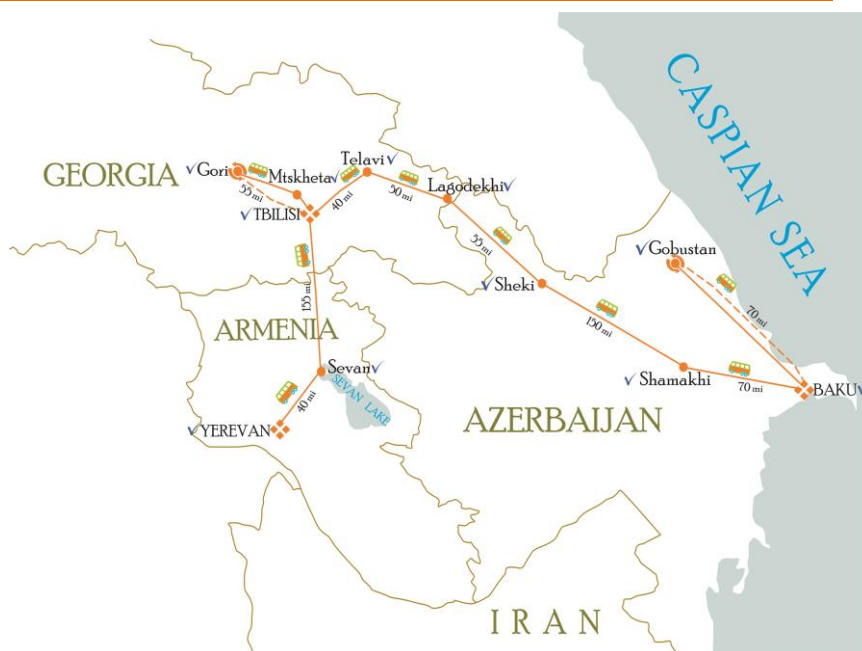 CASPIAN SEA
GEORGIA
Gori
Mtskheta
Telavi
Lagodekhi
TBILISI
55 mi
40 mi
50 mi
55 mi
Gobustan
Sheki
155 mi
150 mi
70 mi
ARMENIA
Sevan
SEVAN LAKE
40 mi
YEREVAN
Shamakhi
70 mi
BAKU
AZERBAIJAN
IRAN